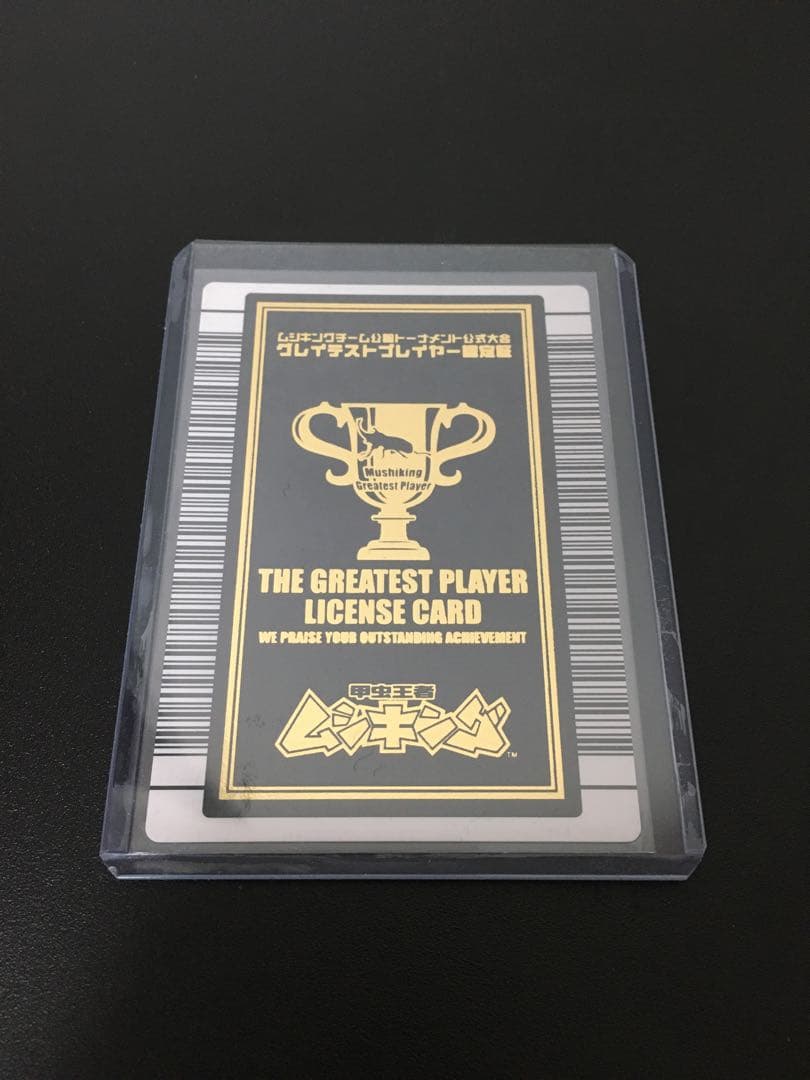 ムシキングチーム公認トーナメント公式大会
グレイテストプレイヤー認定証
Mushiking
Greatest Player
THE GREATEST PLAYER
LICENSE CARD
WE PRAISE YOUR OUTSTANDING ACHIEVEMENT
甲虫王者
ムシキング
TM